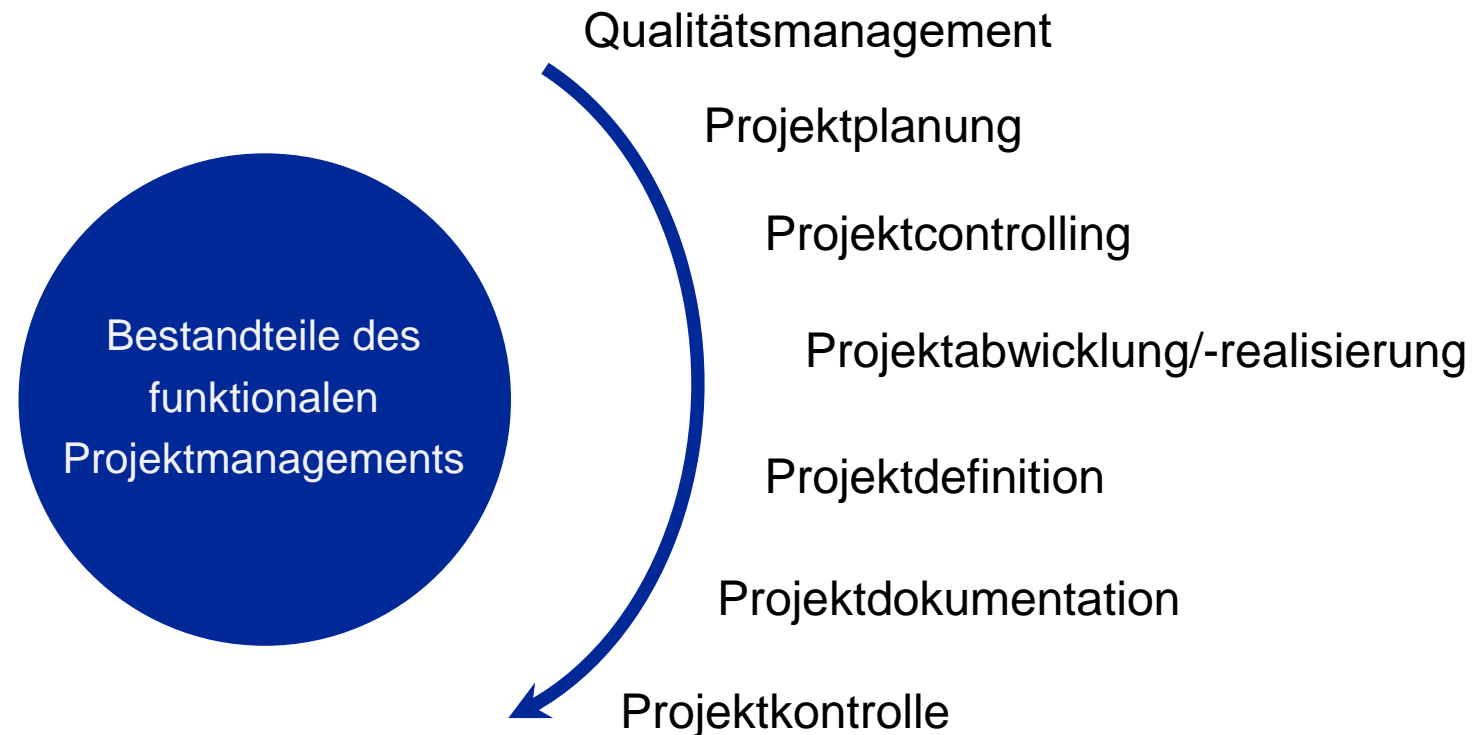 Qualitätsmanagement
Projektplanung
Projektcontrolling
Projektabwicklung/-realisierung
Projektdefinition
Projektdokumentation
Projektkontrolle
Bestandteile des
funktionalen
Projektmanagements